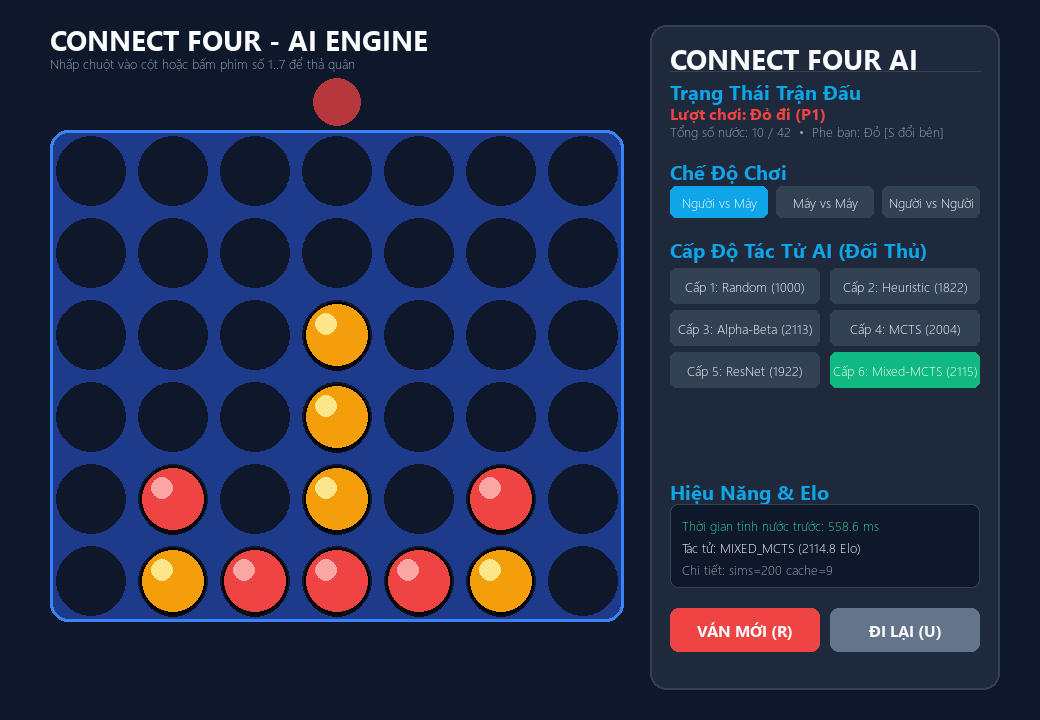 CONNECT FOUR - AI ENGINE
Nhấp chuột vào cột hoặc bấm phím số 1..7 để thả quân
CONNECT FOUR AI
Trạng Thái Trận Đấu
Lượt chơi: Đỏ đi (P1)
Tổng số nước: 10 / 42 • Phe bạn: Đỏ [S đổi bên]
Chế Độ Chơi
Người vs Máy
Máy vs Máy
Người vs Người
Cấp Độ Tác Tử AI (Đối Thủ)
Cấp 1: Random (1000)
Cấp 2: Heuristic (1822)
Cấp 3: Alpha-Beta (2113)
Cấp 4: MCTS (2004)
Cấp 5: ResNet (1922)
Cấp 6: Mixed-MCTS (2115)
Hiệu Năng & Elo
Thời gian tính nước trước: 558.6 ms
Tác tử: MIXED_MCTS (2114.8 Elo)
Chi tiết: sims=200 cache=9
VÁN MỚI (R)
ĐI LẠI (U)